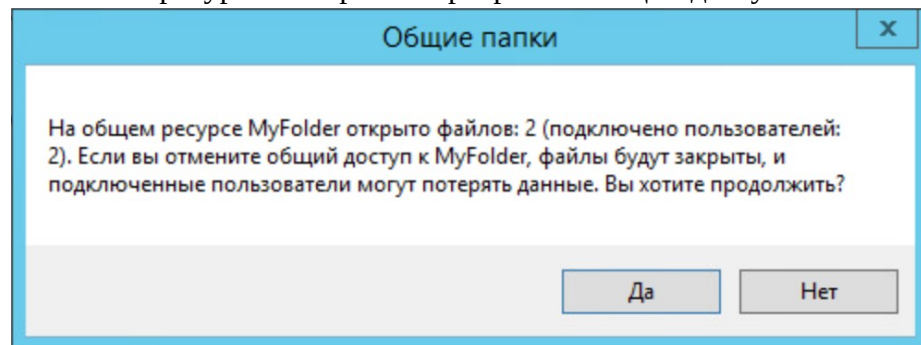 Общие папки
x
На общем ресурсе MyFolder открыто файлов: 2 (подключено пользователей:
2). Если вы отмените общий доступ к MyFolder, файлы будут закрыты, и
подключенные пользователи могут потерять данные. Вы хотите продолжить?
Да Нет